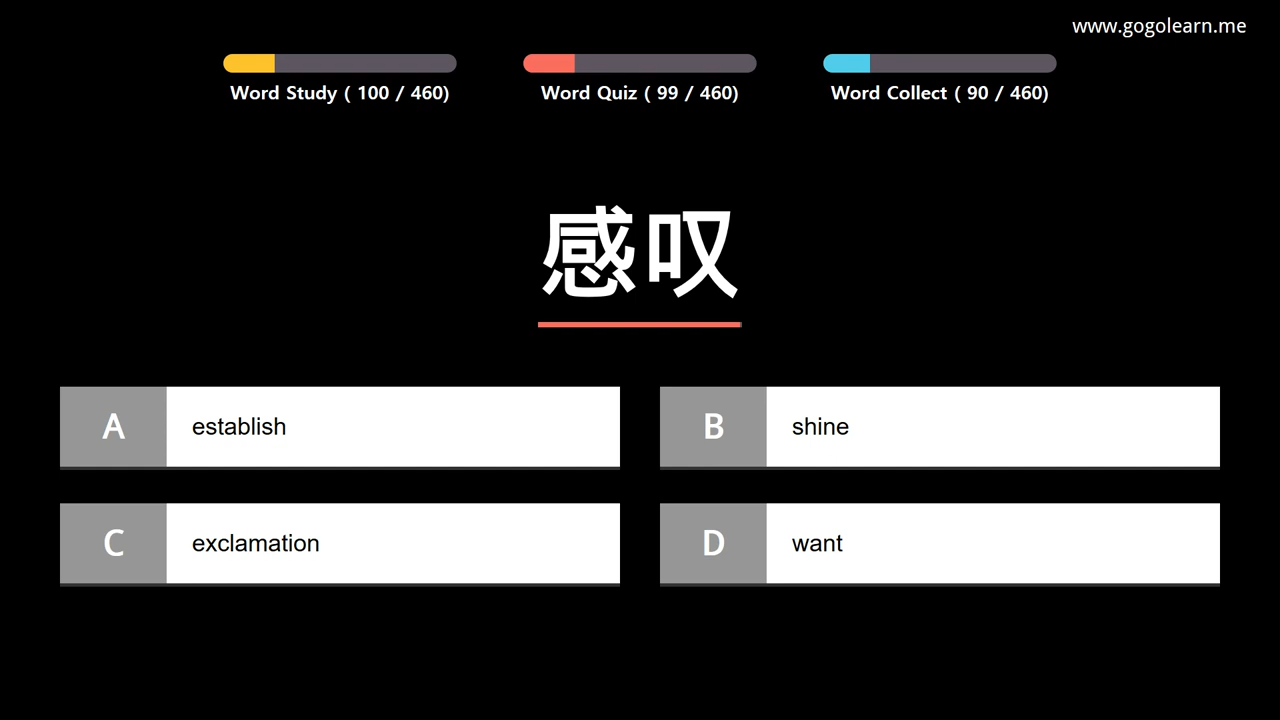 www.gogolearn.me
Word Study ( 100 / 460)
Word Quiz ( 99 / 460)
Word Collect ( 90 / 460)
感叹
A establish
B shine
C exclamation
D want